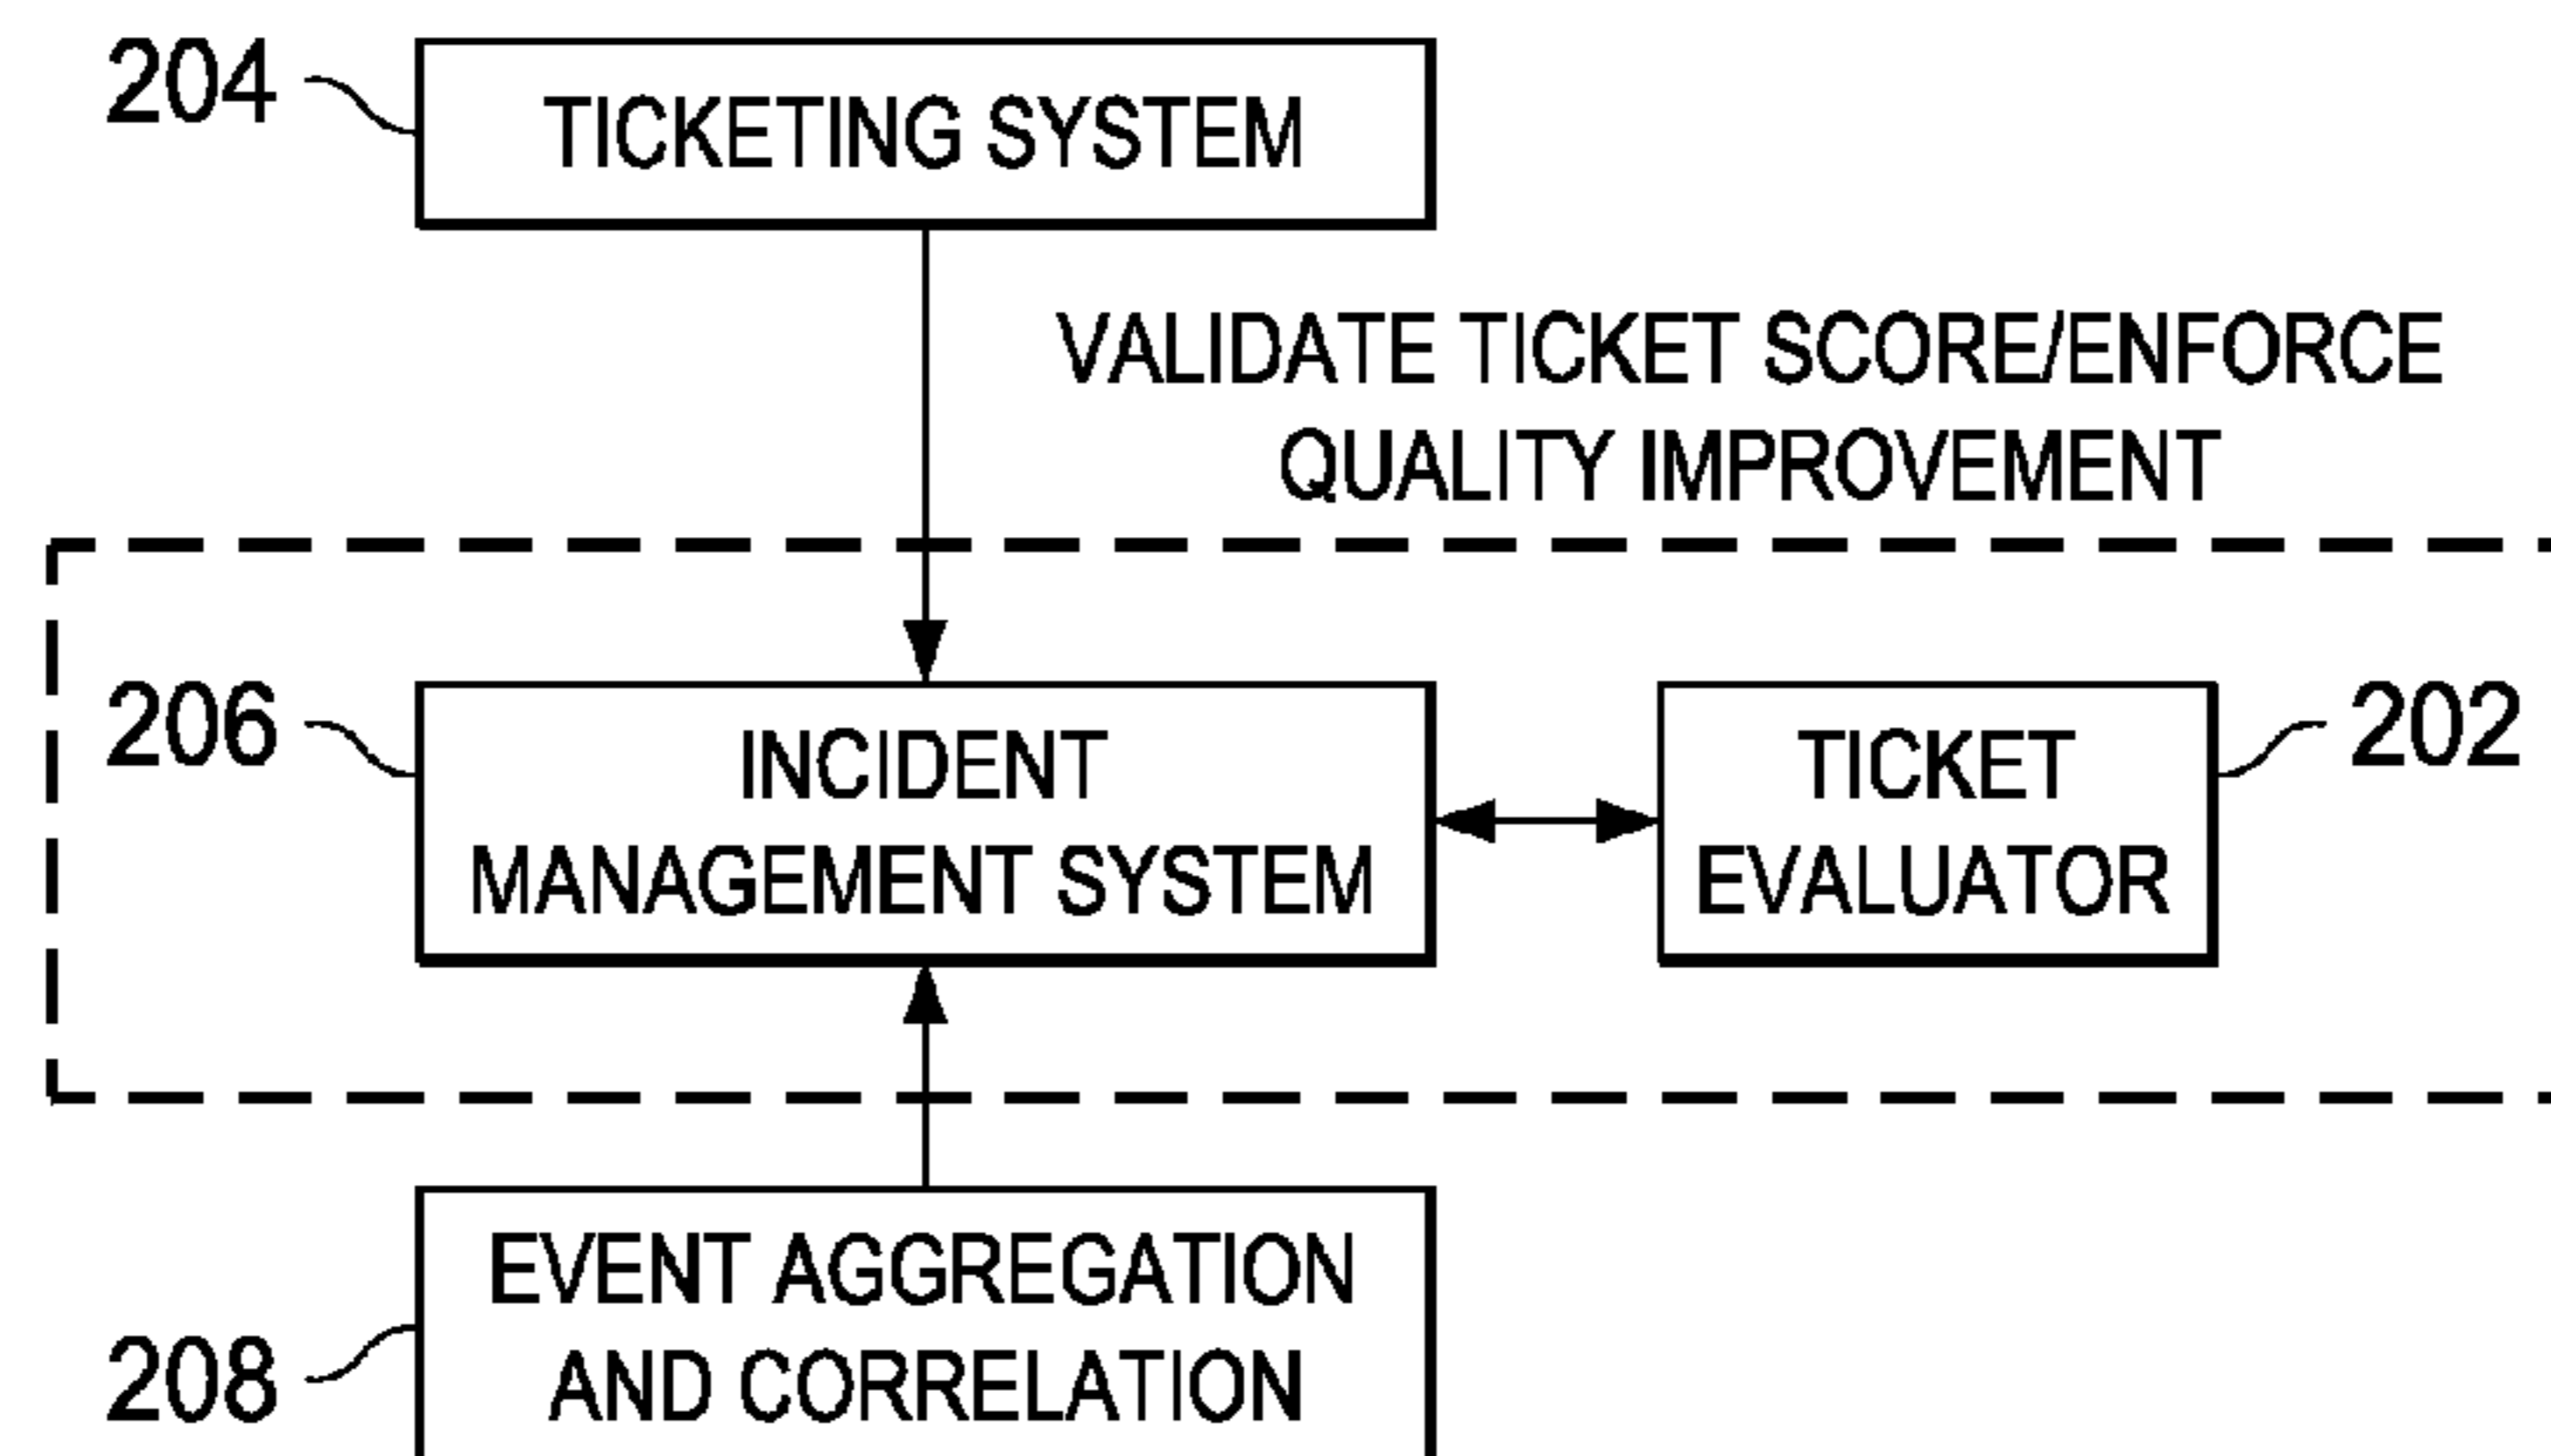 204
TICKETING SYSTEM
VALIDATE TICKET SCORE/ENFORCE
QUALITY IMPROVEMENT
206
INCIDENT
MANAGEMENT SYSTEM
TICKET
EVALUATOR
202
EVENT AGGREGATION
AND CORRELATION
208